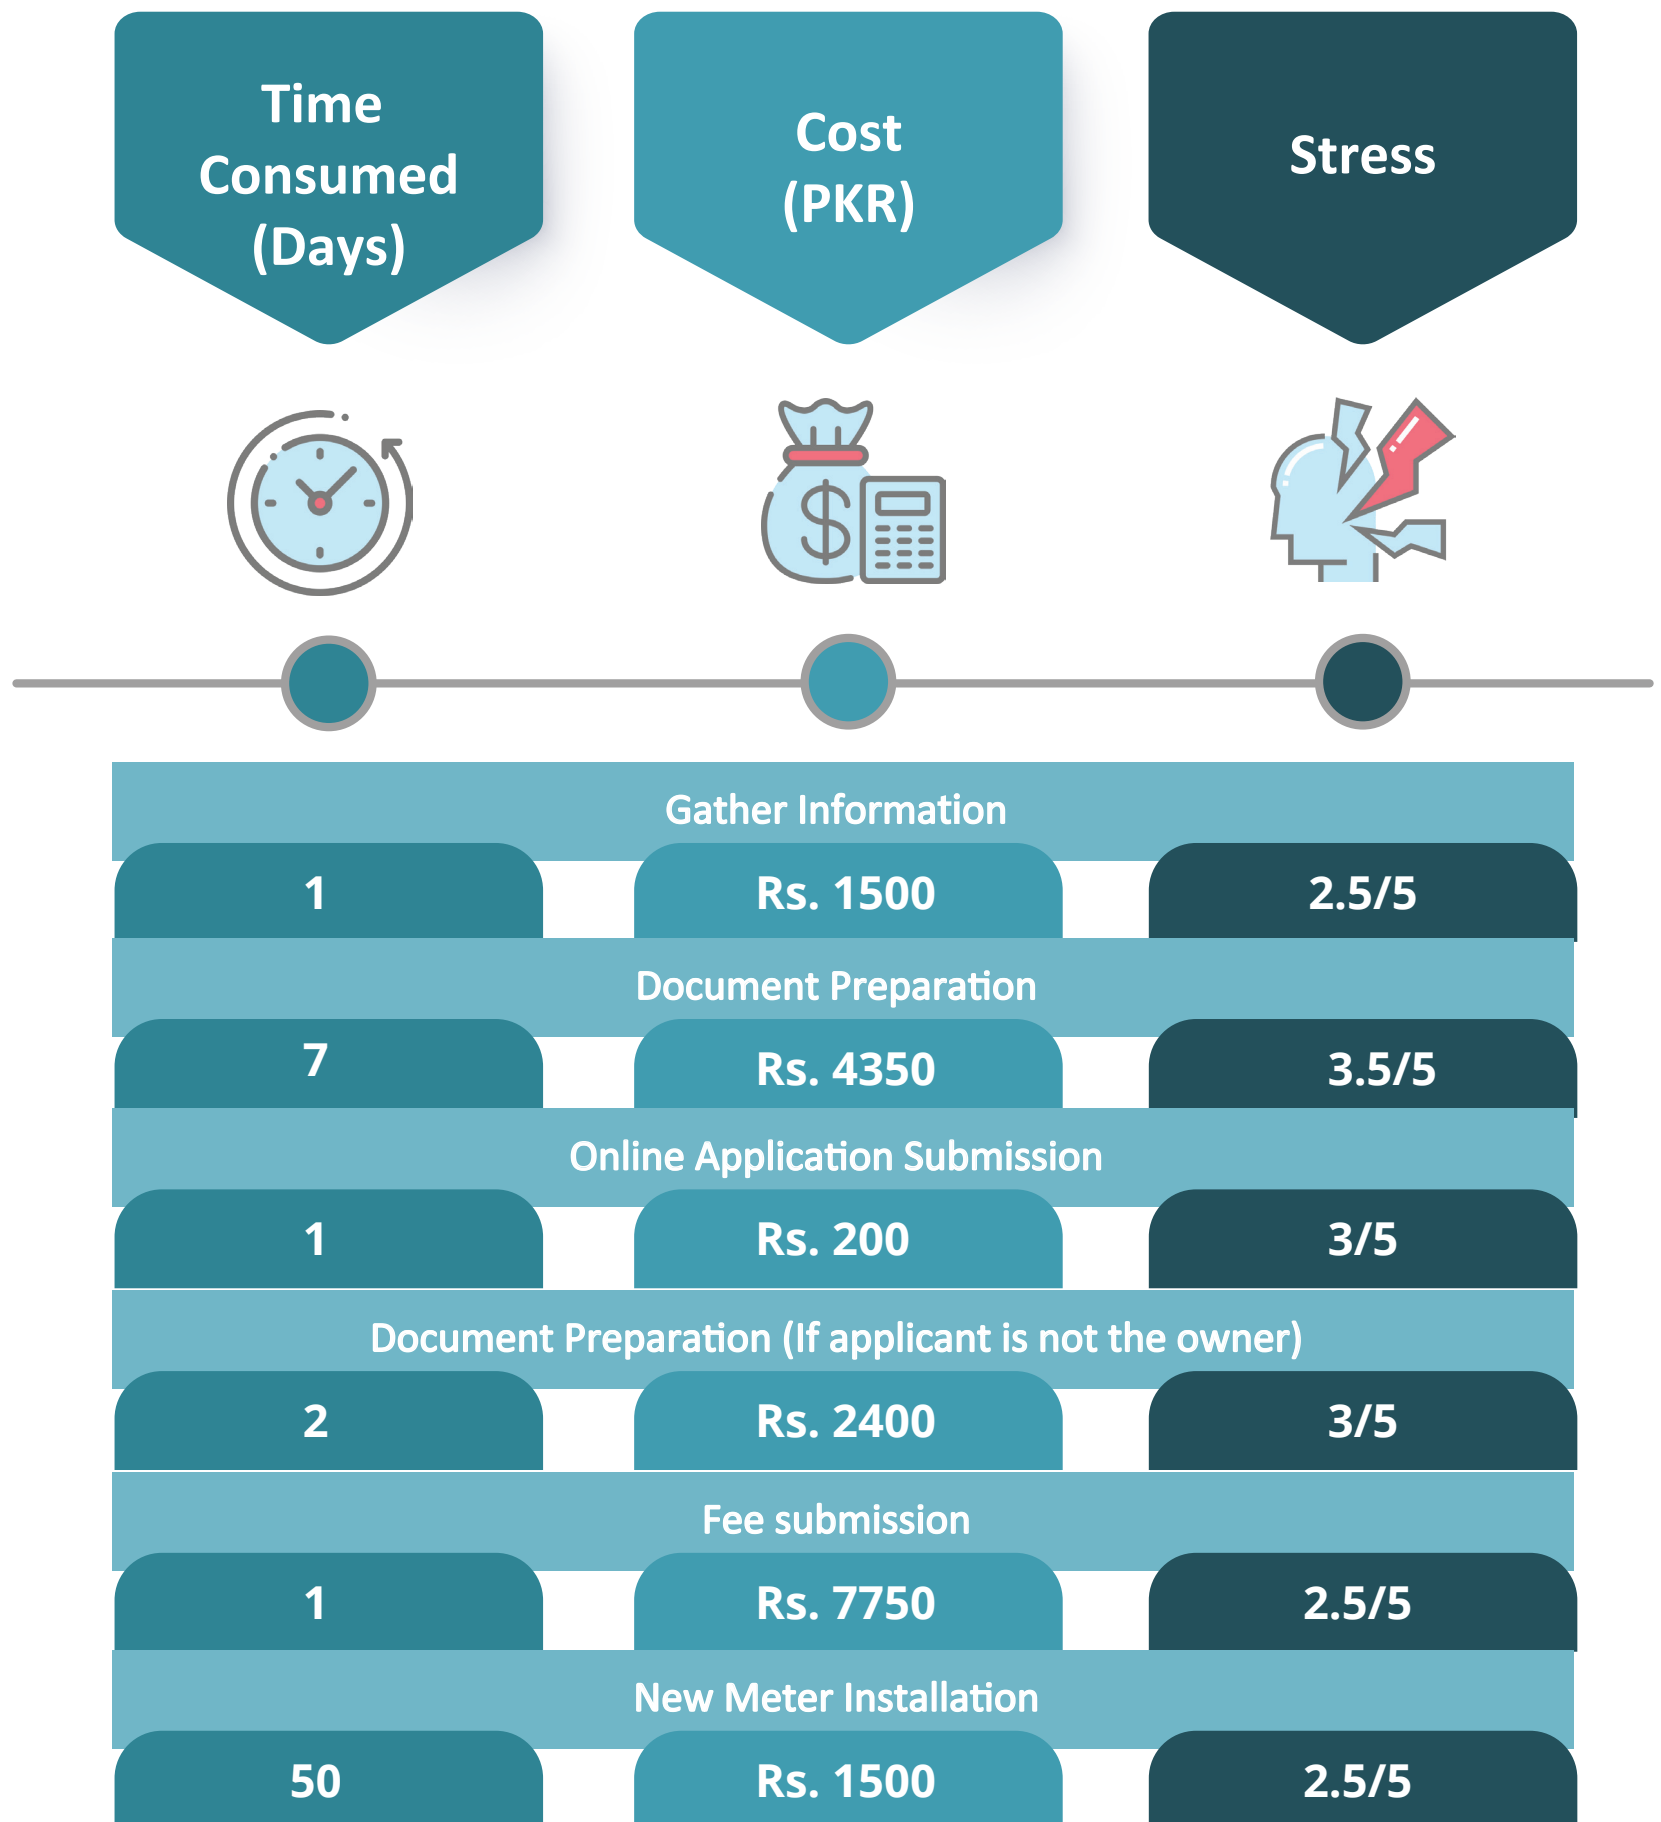 Time
Consumed
(Days)
Cost
(PKR)
Stress
Gather Information
1
Rs. 1500
2.5/5
Document Preparation
7
Rs. 4350
3.5/5
Online Application Submission
1
Rs. 200
3/5
Document Preparation (If applicant is not the owner)
2
Rs. 2400
3/5
Fee submission
1
Rs. 7750
2.5/5
New Meter Installation
50
Rs. 1500
2.5/5